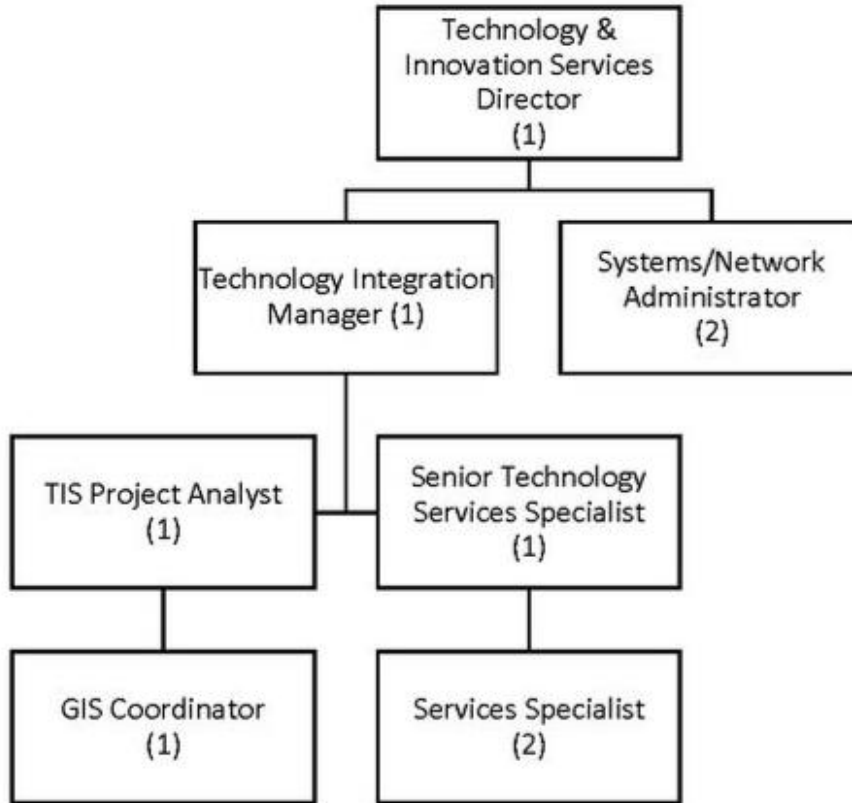 Technology &
Innovation Services
Director
(1)
Technology Integration
Manager (1)
Systems/Network
Administrator
(2)
TIS Project Analyst
(1)
Senior Technology
Services Specialist
(1)
GIS Coordinator
(1)
Services Specialist
(2)